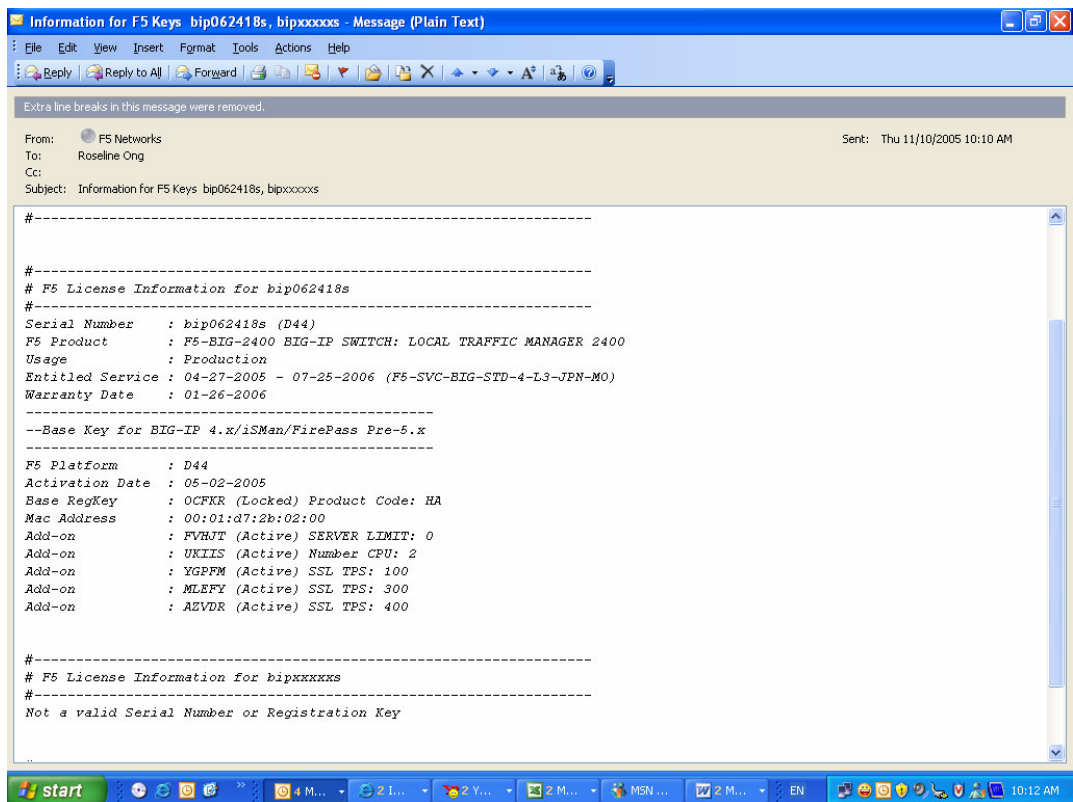 Information for F5 Keys bip062418s, bipxxxxxs - Message (Plain Text)
File Edit View Insert Format Tools Actions Help
Reply Reply to All Forward
Extra line breaks in this message were removed.
From: F5 Networks
Sent: Thu 11/10/2005 10:10 AM
To: Roseline Ong
Cc:
Subject: Information for F5 Keys bip062418s, bipxxxxxs
#-------------------------------------------------------------------
#-------------------------------------------------------------------
# F5 License Information for bip062418s
#-------------------------------------------------------------------
Serial Number : bip062418s (D44)
F5 Product : F5-BIG-2400 BIG-IP SWITCH: LOCAL TRAFFIC MANAGER 2400
Usage : Production
Entitled Service : 04-27-2005 - 07-25-2006 (F5-SVC-BIG-STD-4-L3-JPN-MO)
Warranty Date : 01-26-2006
-------------------------------------------------
--Base Key for BIG-IP 4.x/iSMan/FirePass Pre-5.x
-------------------------------------------------
F5 Platform : D44
Activation Date : 05-02-2005
Base RegKey : OCFKR (Locked) Product Code: HA
Mac Address : 00:01:d7:2b:02:00
Add-on : FVHJT (Active) SERVER LIMIT: 0
Add-on : UKIIS (Active) Number CPU: 2
Add-on : YGPFM (Active) SSL TPS: 100
Add-on : MLEFY (Active) SSL TPS: 300
Add-on : AZVDR (Active) SSL TPS: 400
#-------------------------------------------------------------------
# F5 License Information for bipxxxxxs
#-------------------------------------------------------------------
Not a valid Serial Number or Registration Key
start 4 M... 2 I... 2 Y... 2 M... MSN ... 2 M... EN 10:12 AM